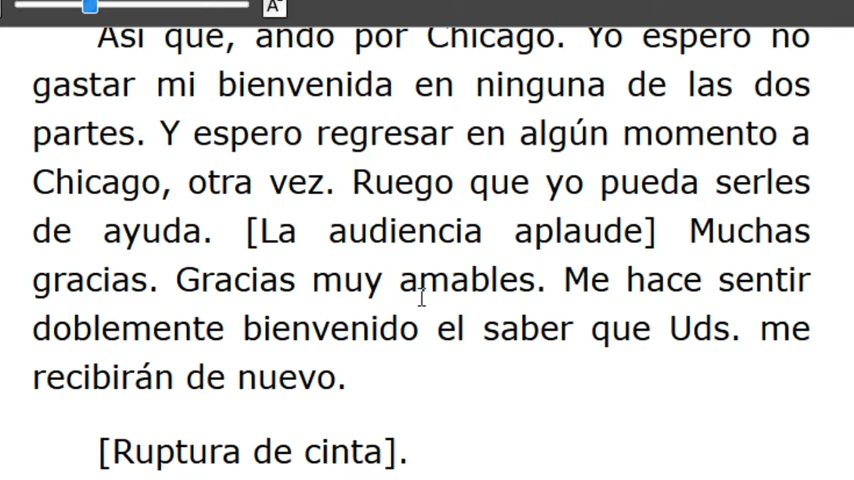 A
Así que, ando por Chicago. Yo espero no
gastar mi bienvenida en ninguna de las dos
partes. Y espero regresar en algún momento a
Chicago, otra vez. Ruego que yo pueda serles
de ayuda. [La audiencia aplaude] Muchas
gracias. Gracias muy amables. Me hace sentir
doblemente bienvenido el saber que Uds. me
recibirán de nuevo.
[Ruptura de cinta].